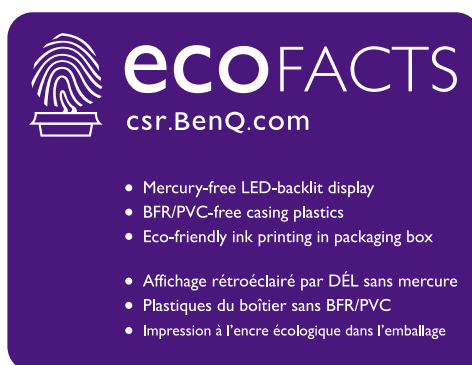 ecoFACTS
csr.BenQ.com
• Mercury-free LED-backlit display
• BFR/PVC-free casing plastics
• Eco-friendly ink printing in packaging box
• Affichage rétroéclairé par DÉL sans mercure
• Plastiques du boîtier sans BFR/PVC
• Impression à l'encre écologique dans l'emballage